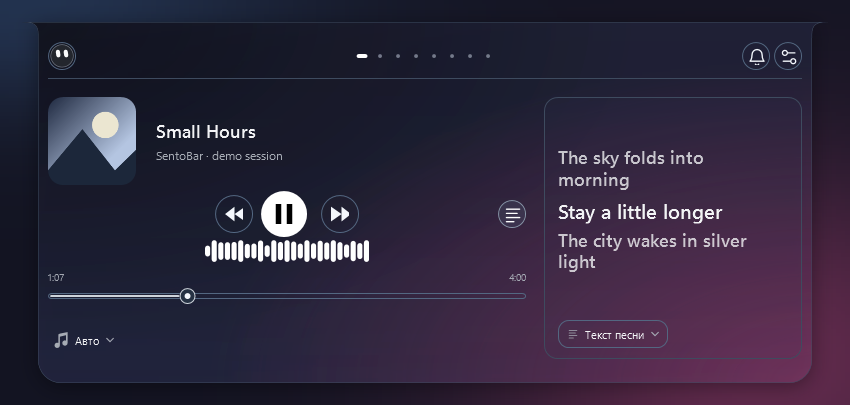 Small Hours
SentoBar · demo session
1:07
4:00
Авто
The sky folds into
morning
Stay a little longer
The city wakes in silver
light
Текст песни